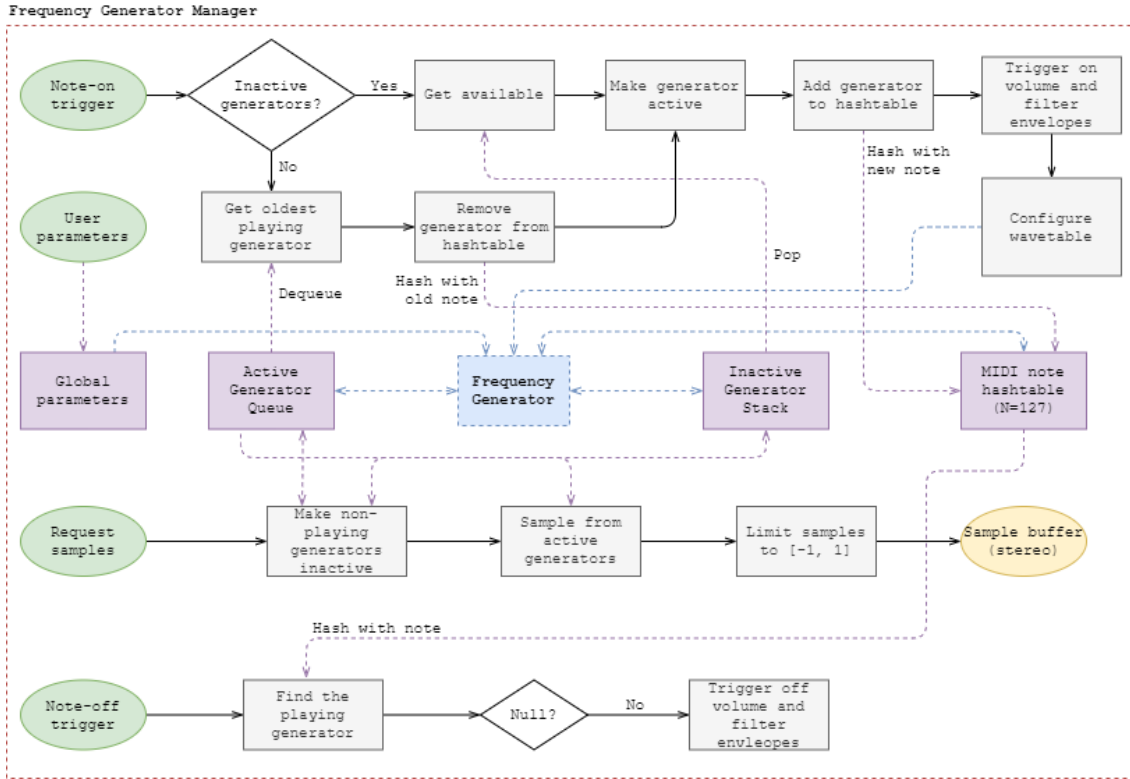 Frequency Generator Manager
Note-on
trigger
Inactive
generators?
Yes
Get available
Make generator
active
Add generator
to hashtable
Trigger on
volume and
filter
envelopes
No
Hash with
new note
User
parameters
Get oldest
playing
generator
Remove
generator from
hashtable
Configure
wavetable
Pop
Dequeue
Hash with
old note
Global
parameters
Active
Generator
Queue
Frequency
Generator
Inactive
Generator
Stack
MIDI note
hashtable
(N=127)
Request
samples
Make non-
playing
generators
inactive
Sample from
active
generators
Limit samples
to [-1, 1]
Sample buffer
(stereo)
Hash with note
Note-off
trigger
Find the
playing
generator
Null?
No
Trigger off
volume and
filter
envleopes